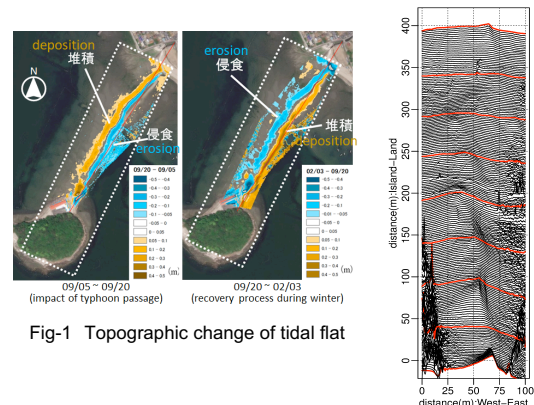 deposition
堆積
N
侵食
erosion
09/20 ~ 09/05
(m)
09/05 ~ 09/20
(impact of typhoon passage)
erosion
侵食
堆積
deposition
02/03 ~ 09/20
(m)
09/20 ~ 02/03
(recovery process during winter)
Fig-1 Topographic change of tidal flat
distance(m):Island-Land
400
350
300
250
200
150
100
50
0
0 25 50 75 100
distance(m):West-East